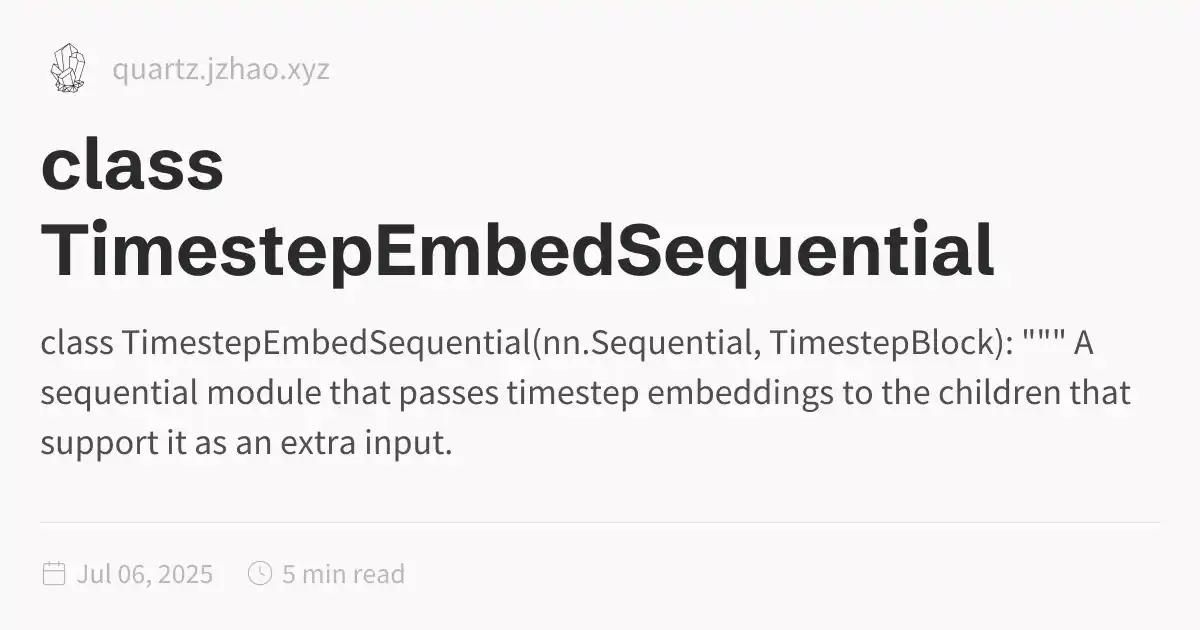 quartz.jzhao.xyz
class
TimestepEmbedSequential
class TimestepEmbedSequential(nn.Sequential, TimestepBlock): """ A
sequential module that passes timestep embeddings to the children that
support it as an extra input.
Jul 06, 2025 5 min read